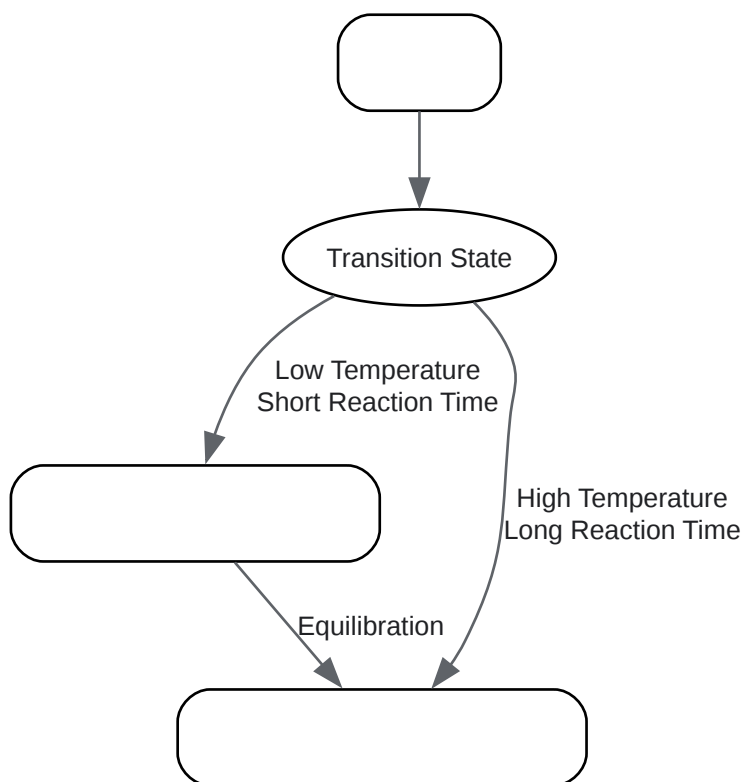 Transition State
Low Temperature
Short Reaction Time
High Temperature
Long Reaction Time
Equilibration